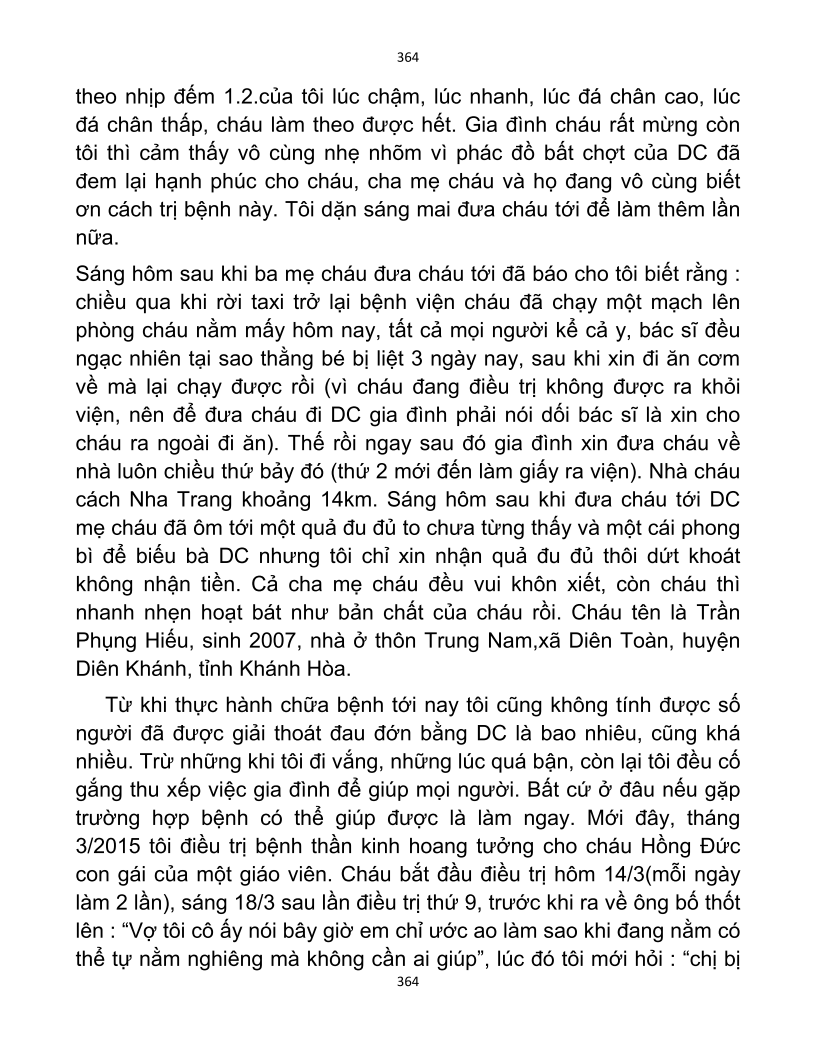 364
theo nhịp đếm 1.2.của tôi lúc chậm, lúc nhanh, lúc đá chân cao, lúc
đá chân thấp, cháu làm theo được hết. Gia đình cháu rất mừng còn
tôi thì cảm thấy vô cùng nhẹ nhõm vì phác đồ bất chợt của DC đã
đem lại hạnh phúc cho cháu, cha mẹ cháu và họ đang vô cùng biết
ơn cách trị bệnh này. Tôi dặn sáng mai đưa cháu tới để làm thêm lần
nữa.
Sáng hôm sau khi ba mẹ cháu đưa cháu tới đã báo cho tôi biết rằng :
chiều qua khi rời taxi trở lại bệnh viện cháu đã chạy một mạch lên
phòng cháu nằm mấy hôm nay, tất cả mọi người kể cả y, bác sĩ đều
ngạc nhiên tại sao thằng bé bị liệt 3 ngày nay, sau khi xin đi ăn cơm
về mà lại chạy được rồi (vì cháu đang điều trị không được ra khỏi
viện, nên để đưa cháu đi DC gia đình phải nói dối bác sĩ là xin cho
cháu ra ngoài đi ăn). Thế rồi ngay sau đó gia đình xin đưa cháu về
nhà luôn chiều thứ bảy đó (thứ 2 mới đến làm giấy ra viện). Nhà cháu
cách Nha Trang khoảng 14km. Sáng hôm sau khi đưa cháu tới DC
mẹ cháu đã ôm tới một quả đu đủ to chưa từng thấy và một cái phong
bì để biếu bà DC nhưng tôi chỉ xin nhận quả đu đủ thôi dứt khoát
không nhận tiền. Cả cha mẹ cháu đều vui khôn xiết, còn cháu thì
nhanh nhẹn hoạt bát như bản chất của cháu rồi. Cháu tên là Trần
Phụng Hiếu, sinh 2007, nhà ở thôn Trung Nam,xã Diên Toàn, huyện
Diên Khánh, tỉnh Khánh Hòa.
Từ khi thực hành chữa bệnh tới nay tôi cũng không tính được số
người đã được giải thoát đau đớn bằng DC là bao nhiêu, cũng khá
nhiều. Trừ những khi tôi đi vắng, những lúc quá bận, còn lại tôi đều cố
gắng thu xếp việc gia đình để giúp mọi người. Bất cứ ở đâu nếu gặp
trường hợp bệnh có thể giúp được là làm ngay. Mới đây, tháng
3/2015 tôi điều trị bệnh thần kinh hoang tưởng cho cháu Hồng Đức
con gái của một giáo viên. Cháu bắt đầu điều trị hôm 14/3(mỗi ngày
làm 2 lần), sáng 18/3 sau lần điều trị thứ 9, trước khi ra về ông bố thốt
lên : “Vợ tôi cô ấy nói bây giờ em chỉ ước ao làm sao khi đang nằm có
thể tự nằm nghiêng mà không cần ai giúp”, lúc đó tôi mới hỏi : “chị bị
364